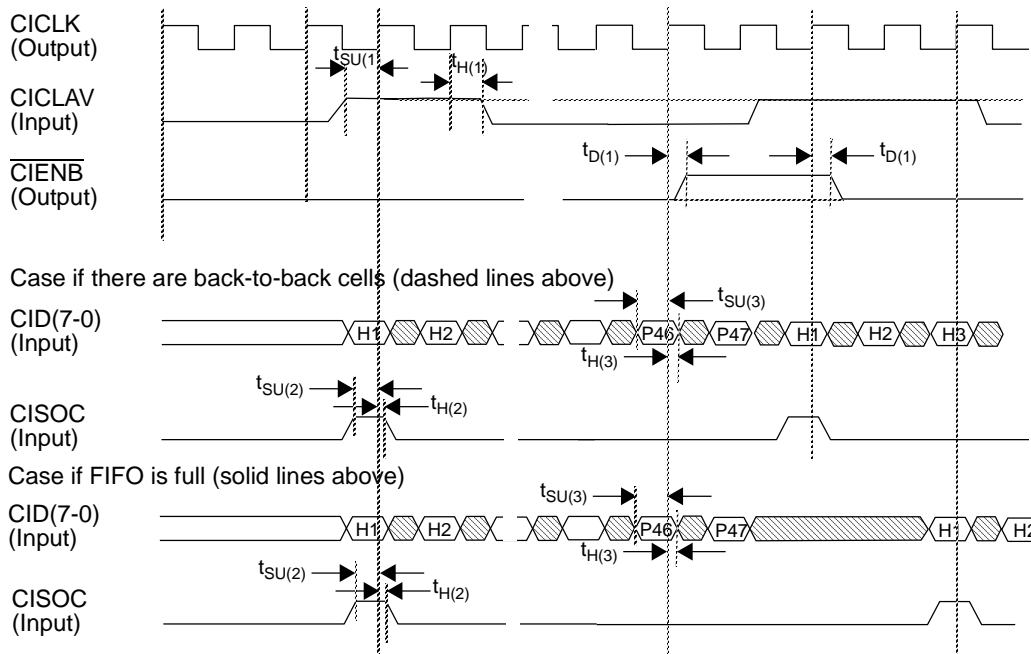 CICLK
(Output)
tSU(1)
tH(1)
CICLAV
(Input)
tD(1)
tD(1)
CIENB
(Output)
Case if there are back-to-back cells (dashed lines above)
tSU(3)
CID(7-0)
(Input)
H1
H2
P46
P47
H1
H2
H3
tH(3)
tSU(2)
tH(2)
CISOC
(Input)
Case if FIFO is full (solid lines above)
tSU(3)
CID(7-0)
(Input)
H1
H2
P46
P47
H1
H2
tH(3)
tSU(2)
tH(2)
CISOC
(Input)